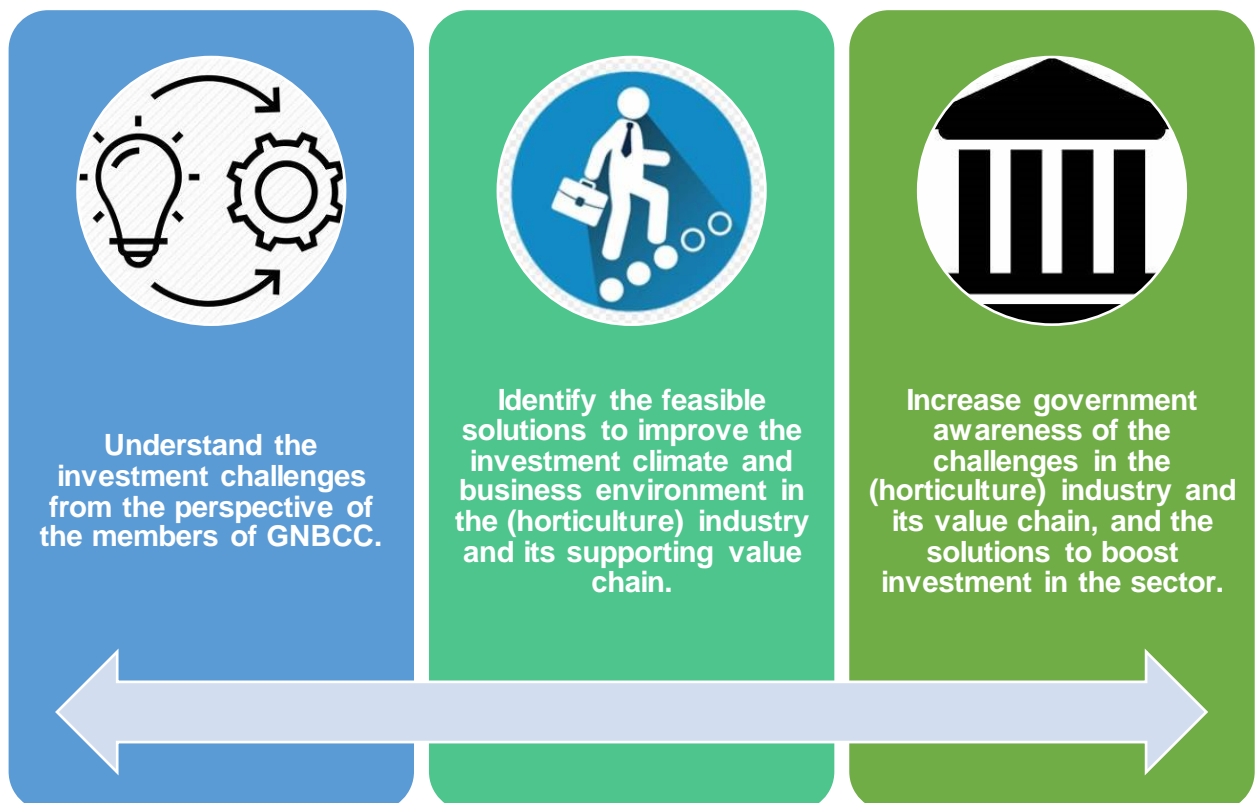 Understand the
investment challenges
from the perspective of
the members of GNBCC.
Identify the feasible
solutions to improve the
investment climate and
business environment in
the (horticulture) industry
and its supporting value
chain.
Increase government
awareness of the
challenges in the
(horticulture) industry and
its value chain, and the
solutions to boost
investment in the sector.